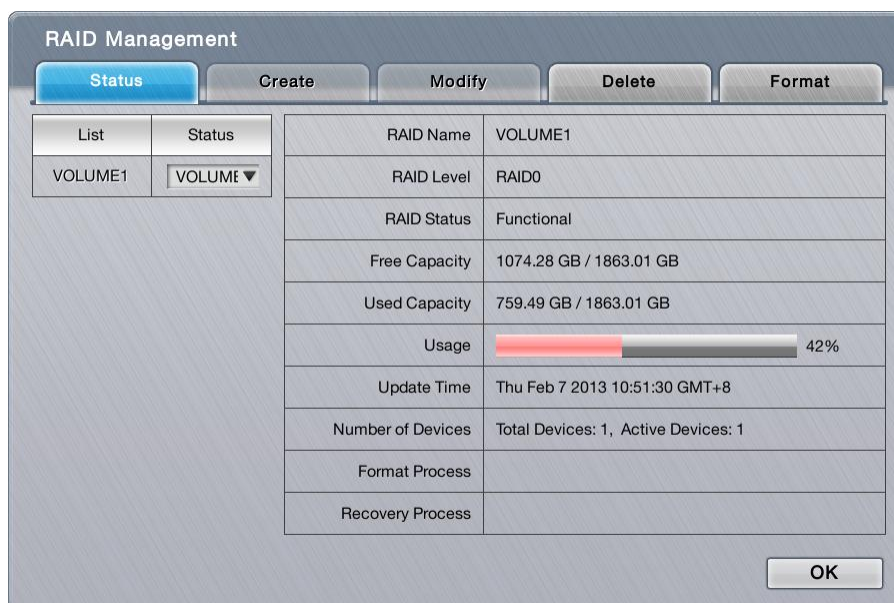 RAID Management
Status Create Modify Delete Format
List Status
VOLUME1 VOLUME
RAID Name VOLUME1
RAID Level RAID0
RAID Status Functional
Free Capacity 1074.28 GB / 1863.01 GB
Used Capacity 759.49 GB / 1863.01 GB
Usage 42%
Update Time Thu Feb 7 2013 10:51:30 GMT+8
Number of Devices Total Devices: 1, Active Devices: 1
Format Process
Recovery Process
OK